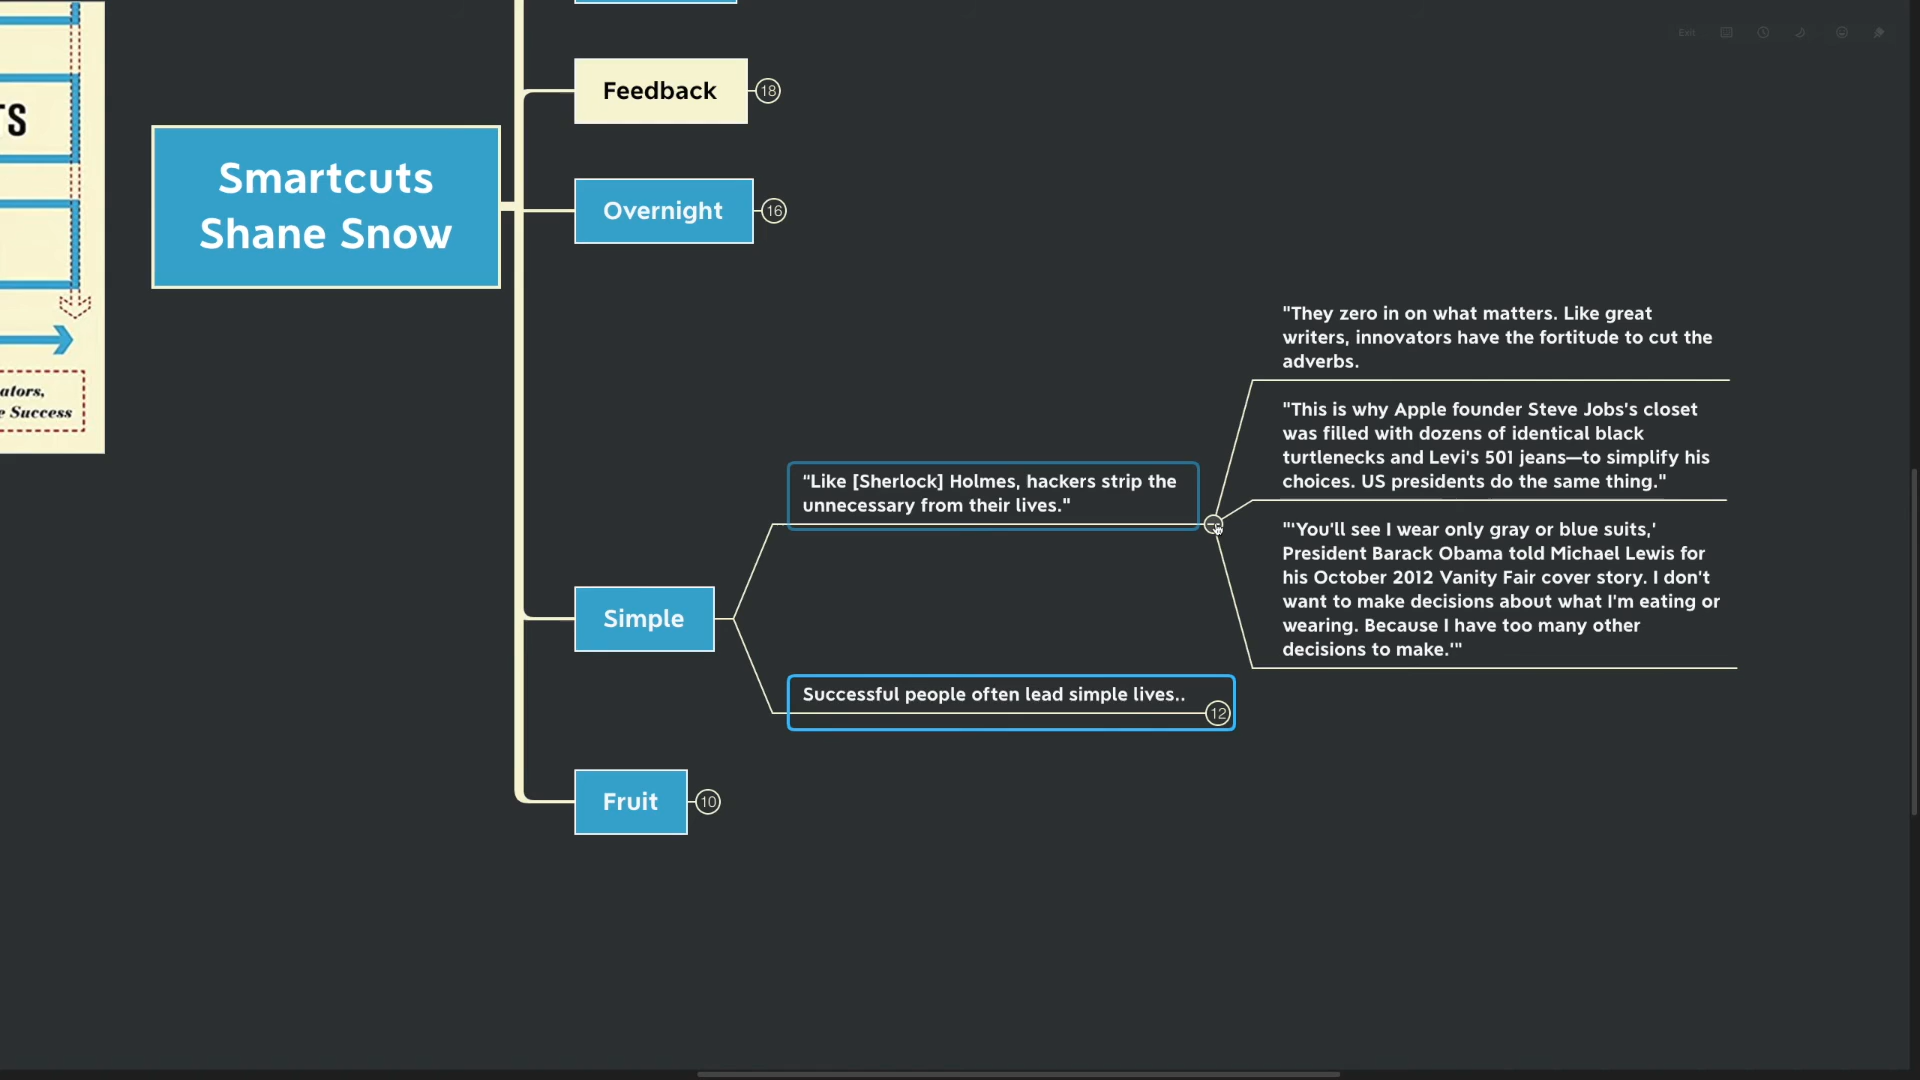 TS
ators,
e Success
Smartcuts
Shane Snow
Feedback
18
Overnight
16
Simple
"Like [Sherlock] Holmes, hackers strip the
unnecessary from their lives."
"They zero in on what matters. Like great
writers, innovators have the fortitude to cut the
adverbs.
"This is why Apple founder Steve Jobs's closet
was filled with dozens of identical black
turtlenecks and Levi's 501 jeans—to simplify his
choices. US presidents do the same thing."
"'You'll see I wear only gray or blue suits,'
President Barack Obama told Michael Lewis for
his October 2012 Vanity Fair cover story. I don't
want to make decisions about what I'm eating or
wearing. Because I have too many other
decisions to make.'"
Successful people often lead simple lives..
12
Fruit
10
Exit